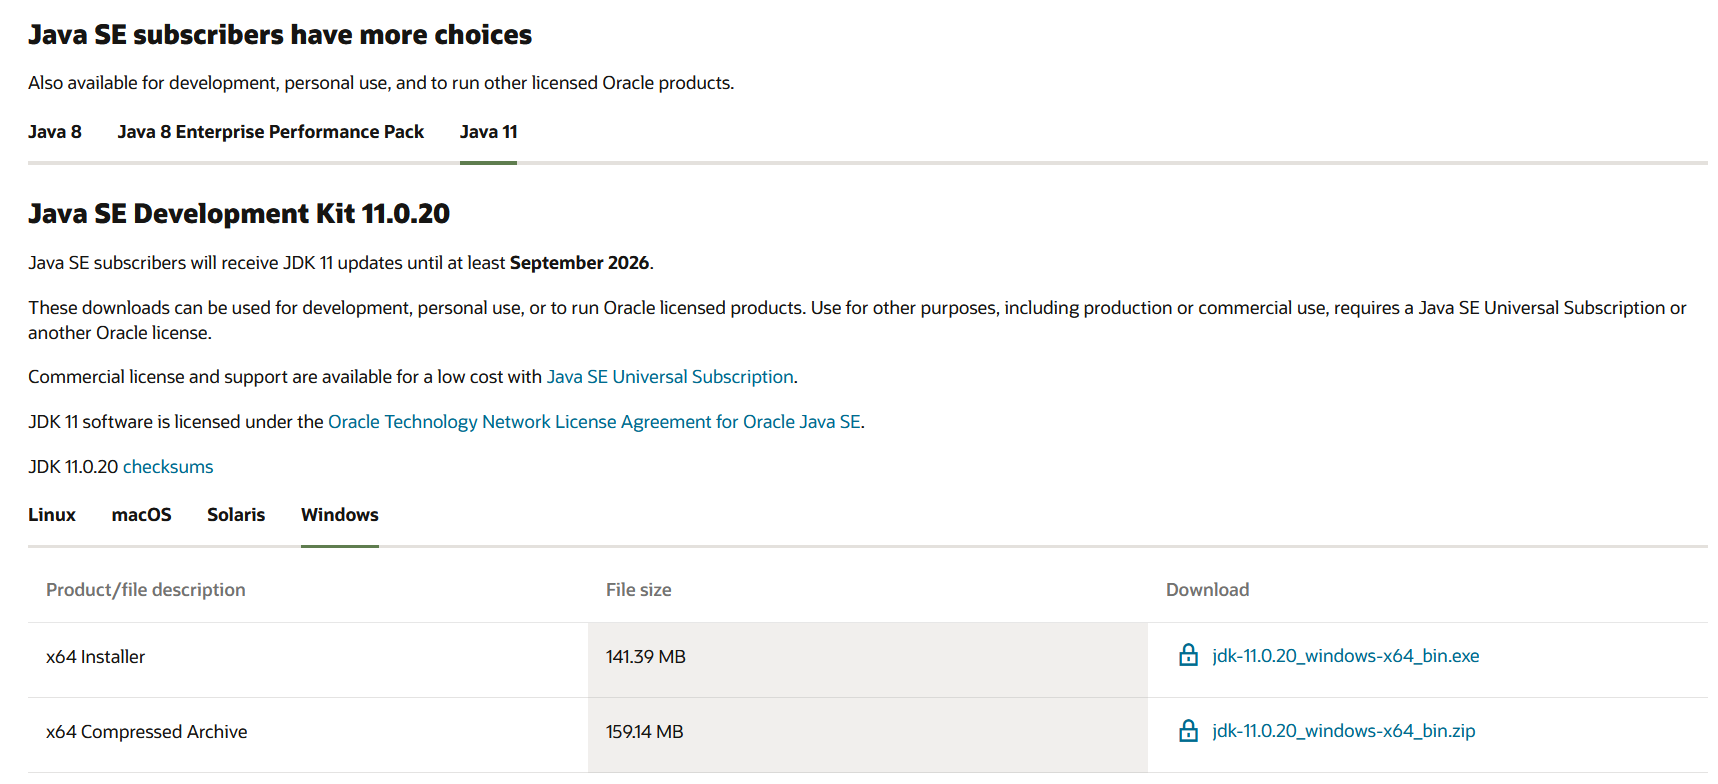 Java SE subscribers have more choices
Also available for development, personal use, and to run other licensed Oracle products.
Java 8 Java 8 Enterprise Performance Pack Java 11
Java SE Development Kit 11.0.20
Java SE subscribers will receive JDK 11 updates until at least September 2026.
These downloads can be used for development, personal use, or to run Oracle licensed products. Use for other purposes, including production or commercial use, requires a Java SE Universal Subscription or
another Oracle license.
Commercial license and support are available for a low cost with Java SE Universal Subscription.
JDK 11 software is licensed under the Oracle Technology Network License Agreement for Oracle Java SE.
JDK 11.0.20 checksums
Linux macOS Solaris Windows
Product/file description File size Download
x64 Installer 141.39 MB jdk-11.0.20_windows-x64_bin.exe
x64 Compressed Archive 159.14 MB jdk-11.0.20_windows-x64_bin.zip